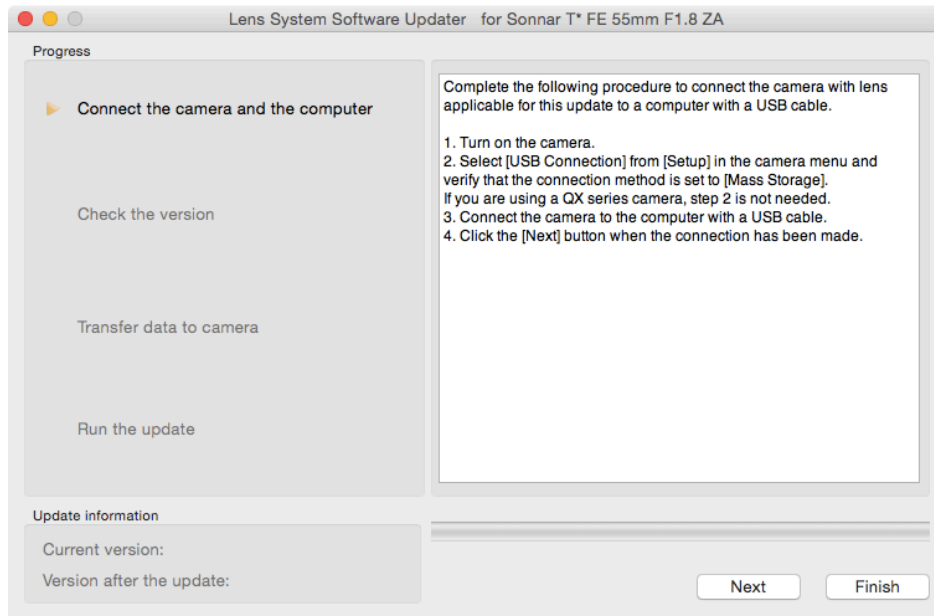 Lens System Software Updater for Sonnar T* FE 55mm F1.8 ZA
Progress
Connect the camera and the computer
Check the version
Transfer data to camera
Run the update
Complete the following procedure to connect the camera with lens
applicable for this update to a computer with a USB cable.
1. Turn on the camera.
2. Select [USB Connection] from [Setup] in the camera menu and
verify that the connection method is set to [Mass Storage].
If you are using a QX series camera, step 2 is not needed.
3. Connect the camera to the computer with a USB cable.
4. Click the [Next] button when the connection has been made.
Update information
Current version:
Version after the update:
Next
Finish